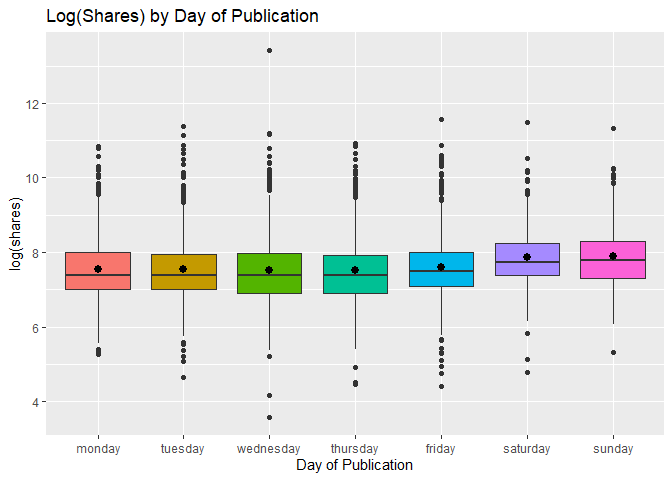 Log(Shares) by Day of Publication
log(shares)
12
10
8
6
4
monday tuesday wednesday thursday friday saturday sunday
Day of Publication